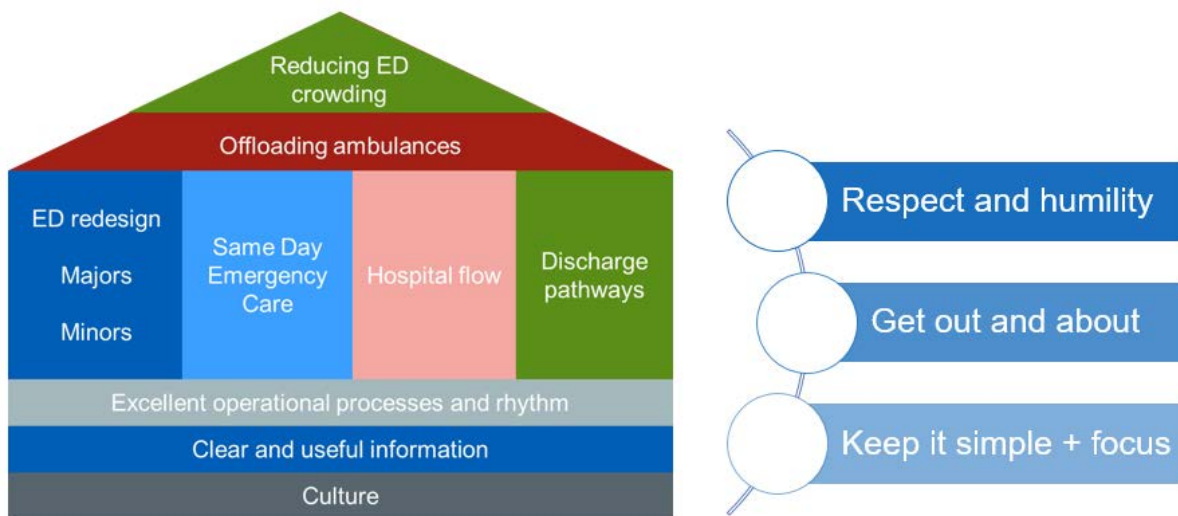 Reducing ED
crowding
Offloading ambulances
ED redesign
Majors
Minors
Same Day
Emergency
Care
Hospital flow
Discharge
pathways
Excellent operational processes and rhythm
Clear and useful information
Culture
Respect and humility
Get out and about
Keep it simple + focus